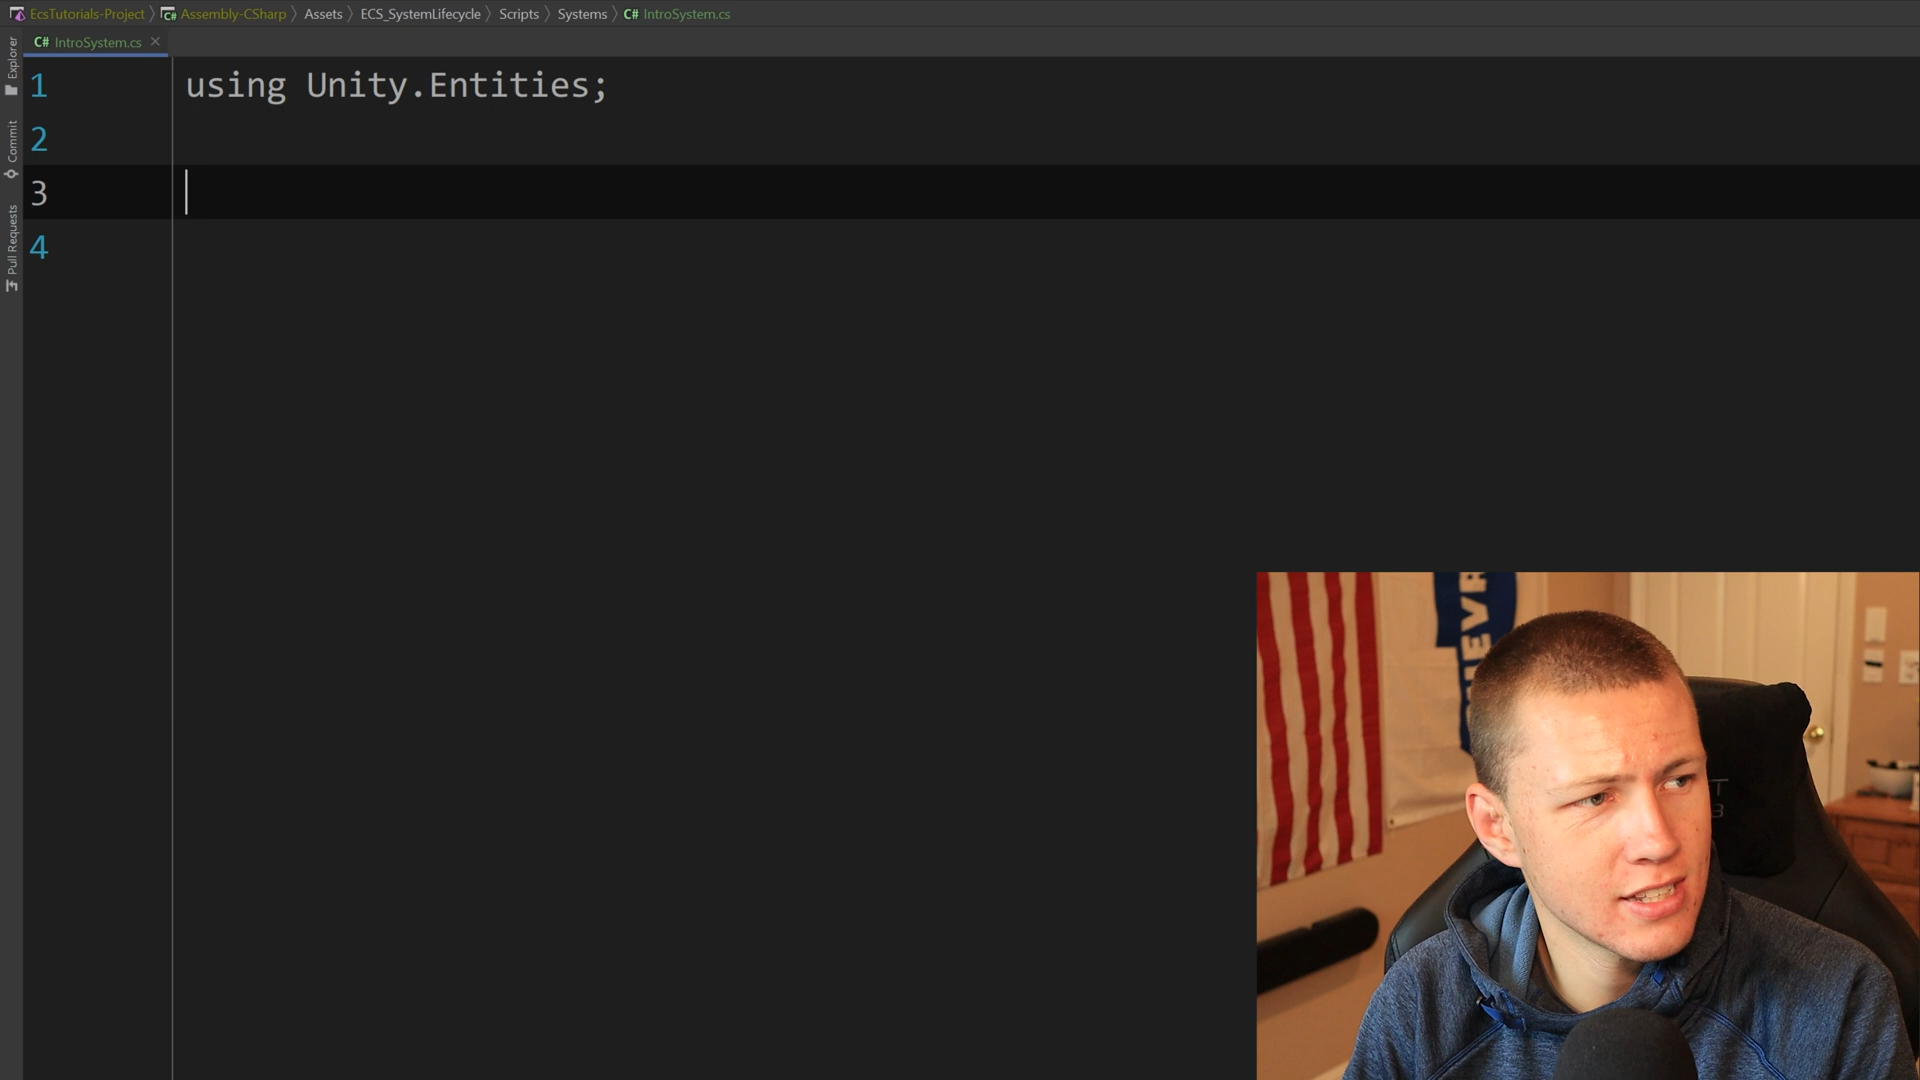 EcsTutorials-Project 〉 Assembly-CSharp 〉 Assets 〉 ECS_SystemLifecycle 〉 Scripts 〉 Systems 〉 C# IntroSystem.cs
C# IntroSystem.cs ×
Explorer
Commit
Pull Requests
1 using Unity.Entities;
2
3
4